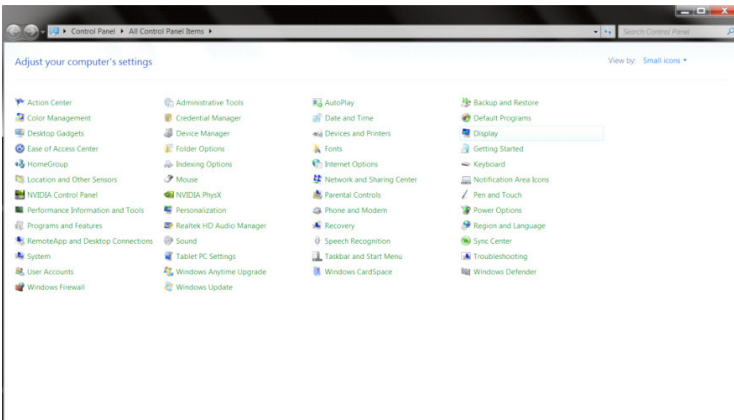 Control Panel ▸ All Control Panel Items ▸ Search Control Panel
Adjust your computer's settings View by: Small icons
Action Center Administrative Tools AutoPlay Backup and Restore
Color Management Credential Manager Date and Time Default Programs
Desktop Gadgets Device Manager Devices and Printers Display
Ease of Access Center Folder Options Fonts Getting Started
HomeGroup Indexing Options Internet Options Keyboard
Location and Other Sensors Mouse Network and Sharing Center Notification Area Icons
NVIDIA Control Panel NVIDIA PhysX Parental Controls Pen and Touch
Performance Information and Tools Personalization Phone and Modem Power Options
Programs and Features Realtek HD Audio Manager Recovery Region and Language
RemoteApp and Desktop Connections Sound Speech Recognition Sync Center
System Tablet PC Settings Taskbar and Start Menu Troubleshooting
User Accounts Windows Anytime Upgrade Windows CardSpace Windows Defender
Windows Firewall Windows Update